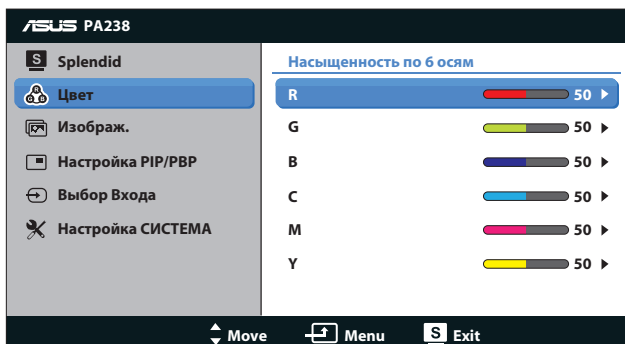 ASUS PA238
S Splendid
Цвет
Изображ.
Настройка PIP/PBP
Выбор Входа
Настройка СИСТЕМА
Насыщенность по 6 осям
R 50
G 50
B 50
C 50
M 50
Y 50
Move Menu S Exit